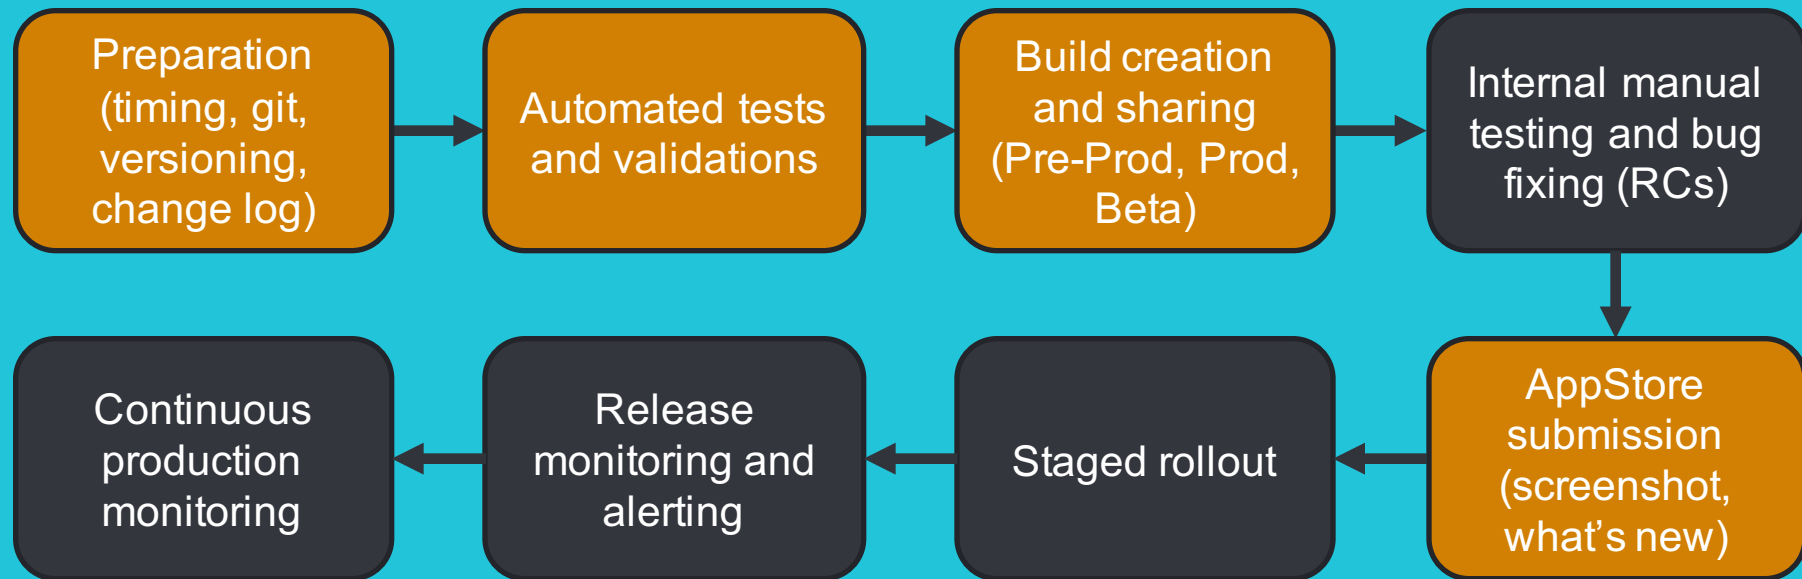 Preparation
(timing, git,
versioning,
change log)
Automated tests
and validations
Build creation
and sharing
(Pre-Prod, Prod,
Beta)
Internal manual
testing and bug
fixing (RCs)
AppStore
submission
(screenshot,
what’s new)
Staged rollout
Release
monitoring and
alerting
Continuous
production
monitoring